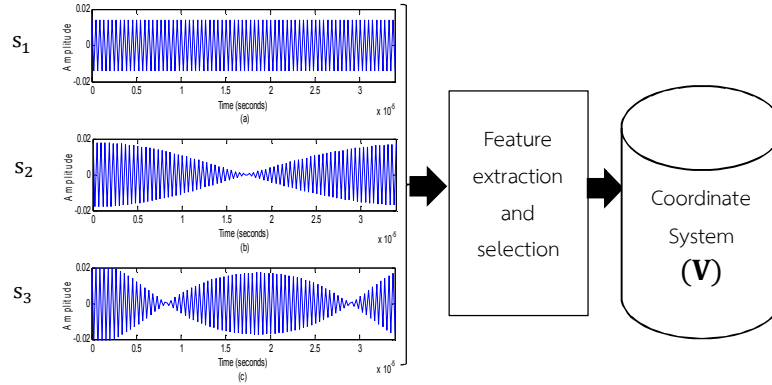 s1
0.02
0
-0.02
Amplitude
0 0.5 1 1.5 2 2.5 3
Time (seconds)
x 10-5
(a)
s2
0.02
0
-0.02
Amplitude
0 0.5 1 1.5 2 2.5 3
Time (seconds)
x 10-5
(b)
s3
0.02
0
-0.02
Amplitude
0 0.5 1 1.5 2 2.5 3
Time (seconds)
x 10-5
(c)
Feature
extraction
and
selection
Coordinate
System
(V)